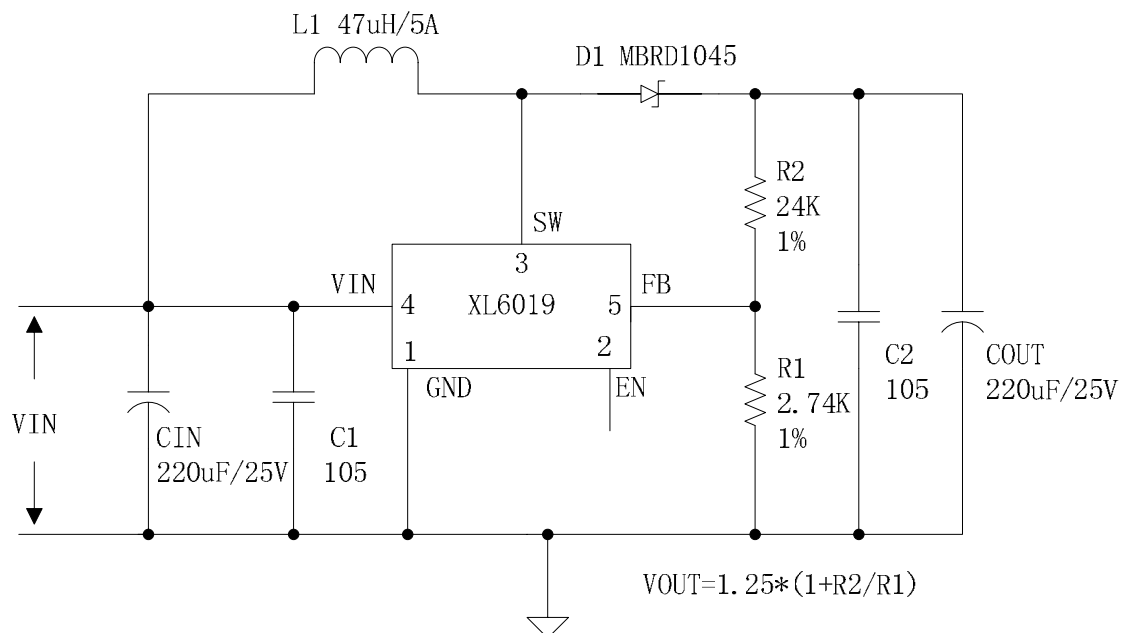 L1 47uH/5A
D1 MBRD1045
R2
24K
1%
SW
3
VIN
4
XL6019
5
FB
1
2
GND
EN
R1
2.74K
1%
C2
105
COUT
220uF/25V
VIN
CIN
220uF/25V
C1
105
VOUT=1.25*(1+R2/R1)